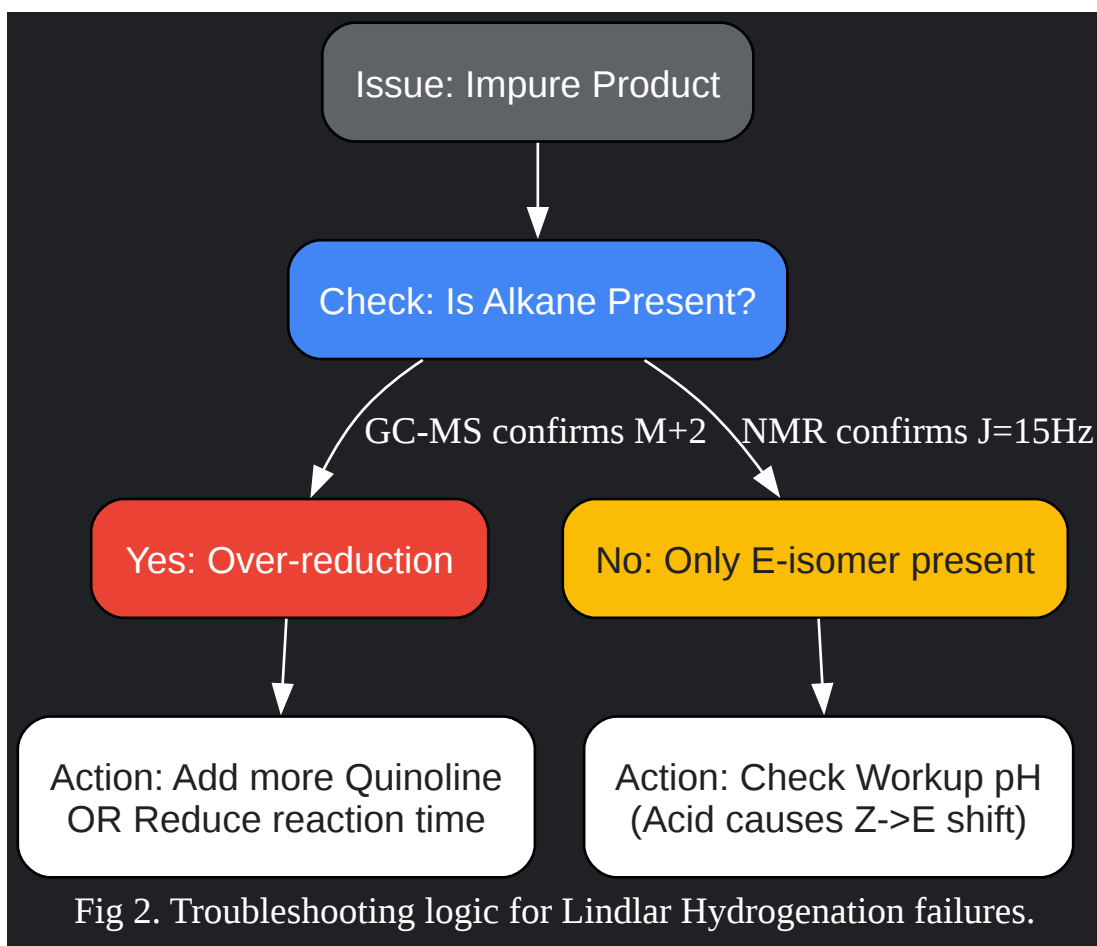 Issue: Impure Product
Check: Is Alkane Present?
GC-MS confirms M+2
NMR confirms J=15Hz
Yes: Over-reduction
No: Only E-isomer present
Action: Add more Quinoline
OR Reduce reaction time
Action: Check Workup pH
(Acid causes Z->E shift)
Fig 2. Troubleshooting logic for Lindlar Hydrogenation failures.